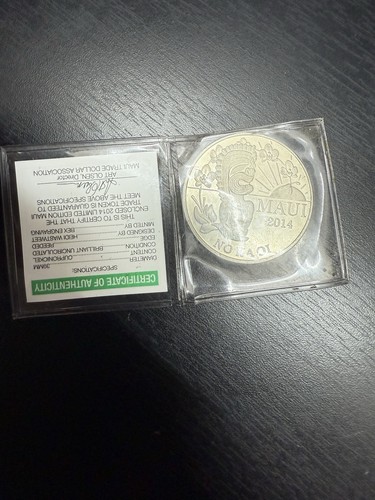 CERTIFICATE OF AUTHENTICITY
SPECIFICATIONS:
DIAMETER 39MM
CONTENT CUPRONICKEL
CONDITION BRILLIANT UNCIRCULATED
EDGE REEDED
DESIGNED BY HEIDI WASTWEET
MINTED BY REX ENGRAVING
THIS IS TO CERTIFY THAT THE
ENCLOSED 2014 LIMITED EDITION MAUI
TRADE TOKEN IS GUARANTEED TO
MEET THE ABOVE SPECIFICATIONS
ART OLSEN, Director
MAUI TRADE DOLLAR ASSOCIATION
MAUI
2014
NO KA OI